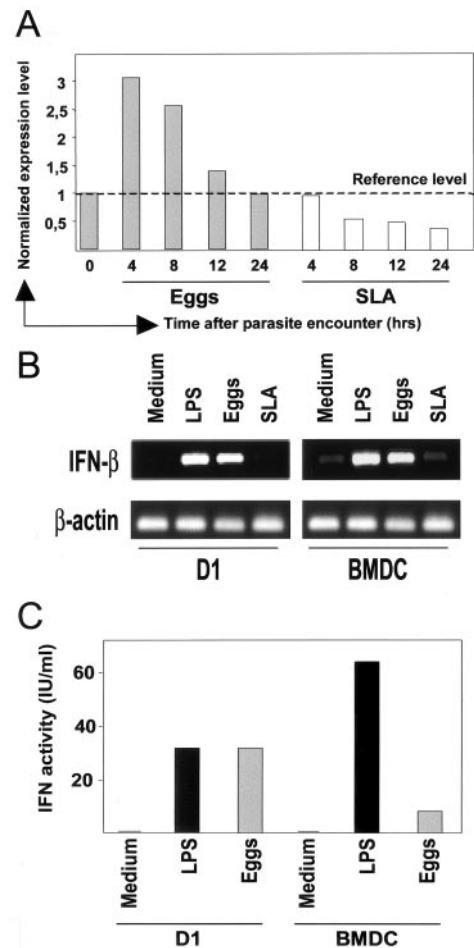 A
Normalized expression level
3
2,5
2
1,5
1
0,5
Reference level
0 4 8 12 24 4 8 12 24
Eggs SLA
Time after parasite encounter (hrs)
B
Medium LPS Eggs SLA Medium LPS Eggs SLA
IFN-β
β-actin
D1 BMDC
C
IFN activity (IU/ml)
60
40
20
Medium LPS Eggs Medium LPS Eggs
D1 BMDC